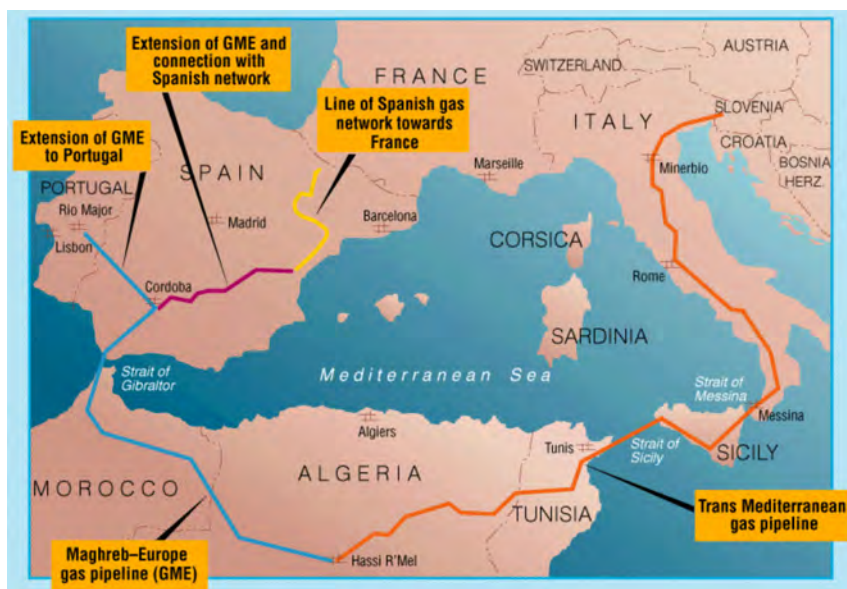 Extension of GME and
connection with
Spanish network
FRANCE
SWITZERLAND
AUSTRIA
Line of Spanish gas
network towards
France
ITALY
SLOVENIA
CROATIA
BOSNIA
HERZ.
Extension of GME
to Portugal
SPAIN
PORTUGAL
Rio Major
Lisbon
Madrid
Barcelona
Marseille
Minerbio
CORSICA
Rome
Cordoba
SARDINIA
Strait of
Gibraltor
Mediterranean Sea
Strait of
Messina
Messina
Algiers
Tunis
Strait of
Sicily
SICILY
MOROCCO
ALGERIA
TUNISIA
Trans Mediterranean
gas pipeline
Maghreb–Europe
gas pipeline (GME)
Hassi R'Mel